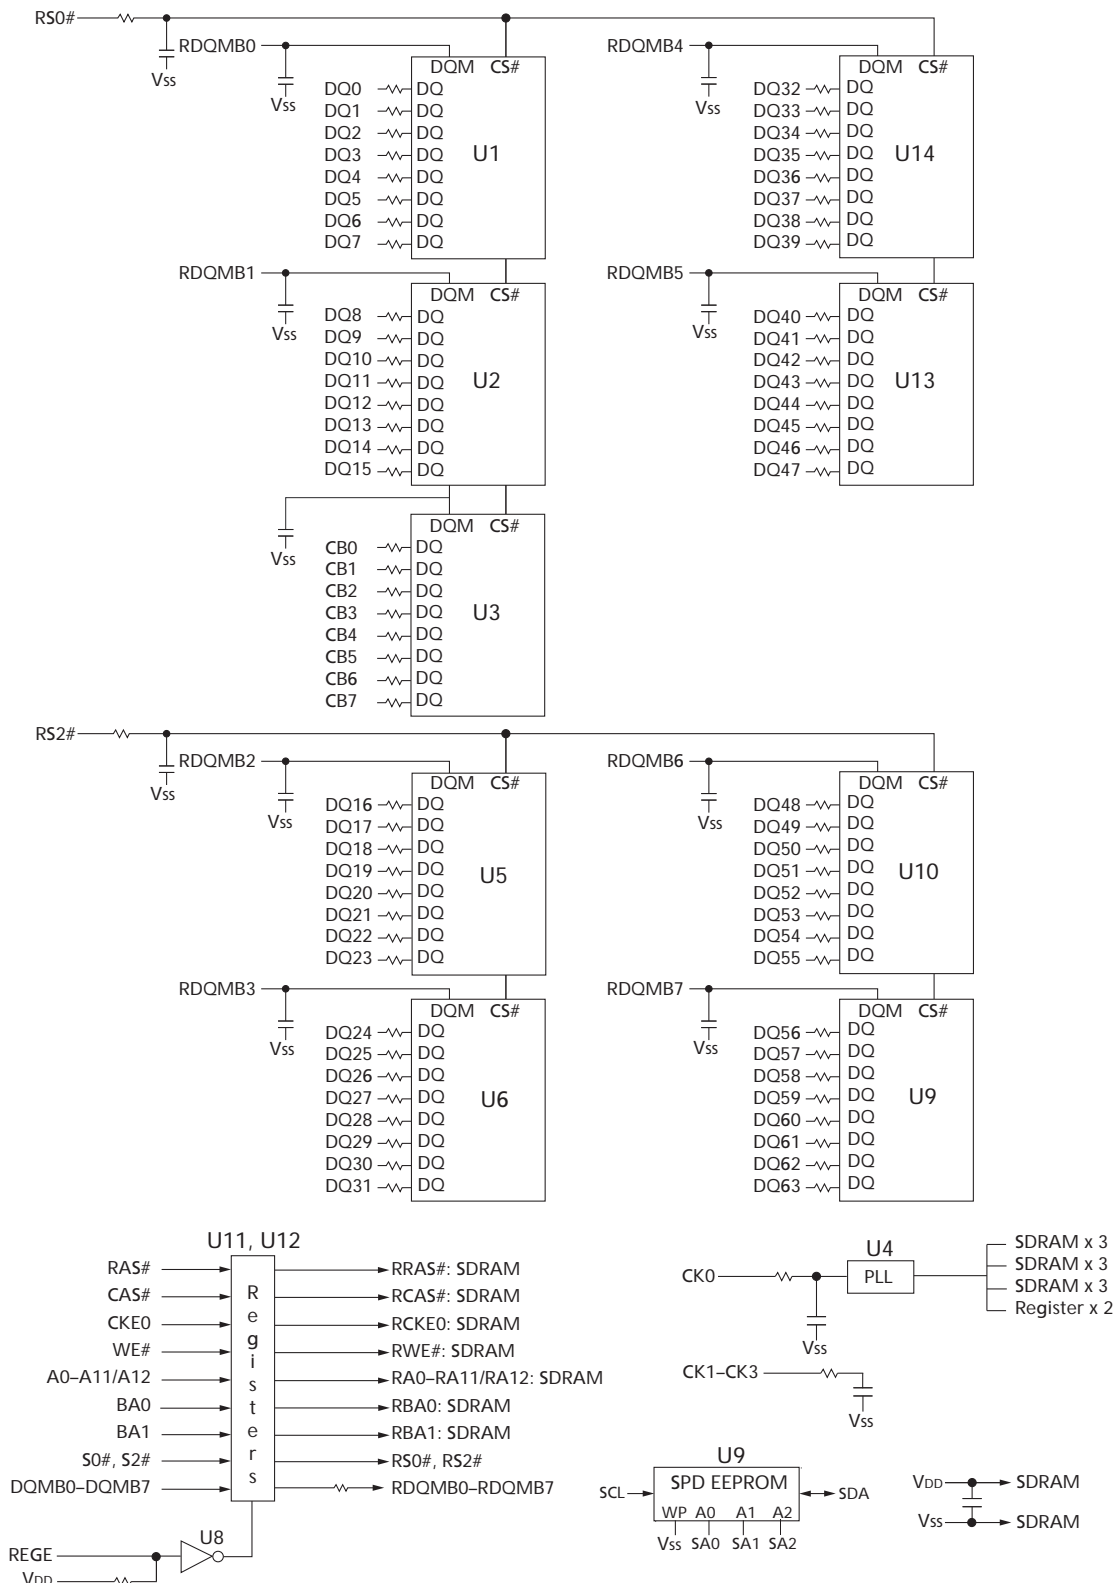 RS0#
Vss
RDQMB0
Vss
DQM CS#
DQ0 DQ
DQ1 DQ
DQ2 DQ
DQ3 DQ
DQ4 DQ
DQ5 DQ
DQ6 DQ
DQ7 DQ
U1
RDQMB4
Vss
DQM CS#
DQ32 DQ
DQ33 DQ
DQ34 DQ
DQ35 DQ
DQ36 DQ
DQ37 DQ
DQ38 DQ
DQ39 DQ
U14
RDQMB1
Vss
DQM CS#
DQ8 DQ
DQ9 DQ
DQ10 DQ
DQ11 DQ
DQ12 DQ
DQ13 DQ
DQ14 DQ
DQ15 DQ
U2
RDQMB5
Vss
DQM CS#
DQ40 DQ
DQ41 DQ
DQ42 DQ
DQ43 DQ
DQ44 DQ
DQ45 DQ
DQ46 DQ
DQ47 DQ
U13
Vss
DQM CS#
CB0 DQ
CB1 DQ
CB2 DQ
CB3 DQ
CB4 DQ
CB5 DQ
CB6 DQ
CB7 DQ
U3
RS2#
Vss
RDQMB2
Vss
DQM CS#
DQ16 DQ
DQ17 DQ
DQ18 DQ
DQ19 DQ
DQ20 DQ
DQ21 DQ
DQ22 DQ
DQ23 DQ
U5
RDQMB6
Vss
DQM CS#
DQ48 DQ
DQ49 DQ
DQ50 DQ
DQ51 DQ
DQ52 DQ
DQ53 DQ
DQ54 DQ
DQ55 DQ
U10
RDQMB3
Vss
DQM CS#
DQ24 DQ
DQ25 DQ
DQ26 DQ
DQ27 DQ
DQ28 DQ
DQ29 DQ
DQ30 DQ
DQ31 DQ
U6
RDQMB7
Vss
DQM CS#
DQ56 DQ
DQ57 DQ
DQ58 DQ
DQ59 DQ
DQ60 DQ
DQ61 DQ
DQ62 DQ
DQ63 DQ
U9
U11, U12
Registers
RAS# RRAS#: SDRAM
CAS# RCAS#: SDRAM
CKE0 RCKE0: SDRAM
WE# RWE#: SDRAM
A0–A11/A12 RA0–RA11/RA12: SDRAM
BA0 RBA0: SDRAM
BA1 RBA1: SDRAM
S0#, S2# RS0#, RS2#
DQMB0–DQMB7 RDQMB0–RDQMB7
U8
REGE
VDD
U4
CK0 PLL
SDRAM x 3
SDRAM x 3
SDRAM x 3
Register x 2
Vss
CK1–CK3
Vss
U9
SPD EEPROM
SCL SDA
WP A0 A1 A2
Vss SA0 SA1 SA2
VDD SDRAM
Vss SDRAM